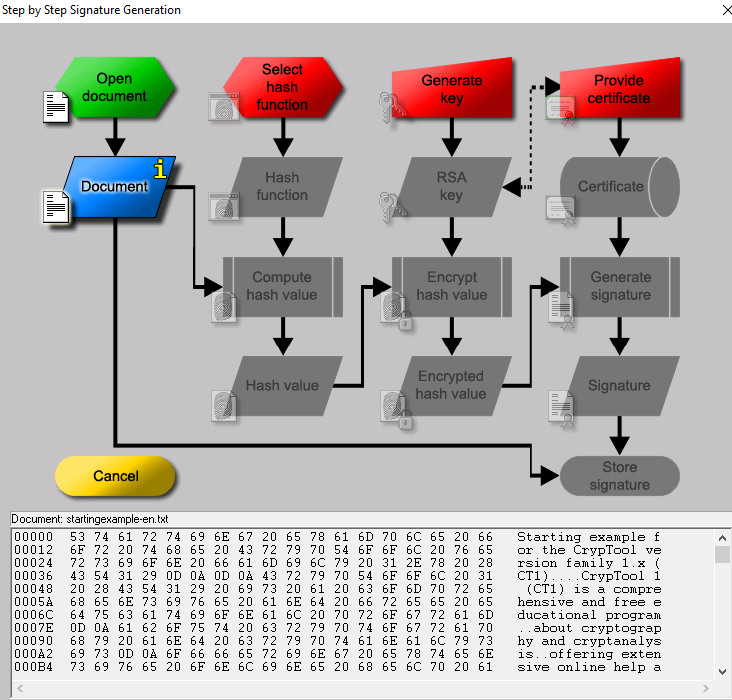 Step by Step Signature Generation
Open
document
Select
hash
function
Generate
key
Provide
certificate
Document
i
Hash
function
RSA
key
Certificate
Compute
hash value
Encrypt
hash value
Generate
signature
Hash value
Encrypted
hash value
Signature
Cancel
Store
signature
Document: startingexample-en.txt
00000 53 74 61 72 74 69 6E 67 20 65 78 61 6D 70 6C 65 20 66 Starting example f
00012 6F 72 20 74 68 65 20 43 72 79 70 54 6F 6F 6C 20 76 65 or the CrypTool ve
00024 72 73 69 6F 6E 20 66 61 6D 69 6C 79 20 31 2E 78 20 28 rsion family 1.x (
00036 43 54 31 29 0D 0A 0D 0A 43 72 79 70 54 6F 6F 6C 20 31 CT1)....CrypTool 1
00048 20 28 43 54 31 29 20 69 73 20 61 20 63 6F 6D 70 72 65  (CT1) is a compre
0005A 68 65 6E 73 69 76 65 20 61 6E 64 20 66 72 65 65 20 65 hensive and free e
0006C 64 75 63 61 74 69 6F 6E 61 6C 20 70 72 6F 67 72 61 6D ducational program
0007E 0D 0A 61 62 6F 75 74 20 63 72 79 70 74 6F 67 72 61 70 ..about cryptograp
00090 68 79 20 61 6E 64 20 63 72 79 70 74 61 6E 61 6C 79 73 hy and cryptanalys
000A2 69 73 0D 0A 6F 66 66 65 72 69 6E 67 20 65 78 74 65 6E is..offering exten
000B4 73 69 76 65 20 6F 6E 6C 69 6E 65 20 68 65 6C 70 20 61 sive online help a